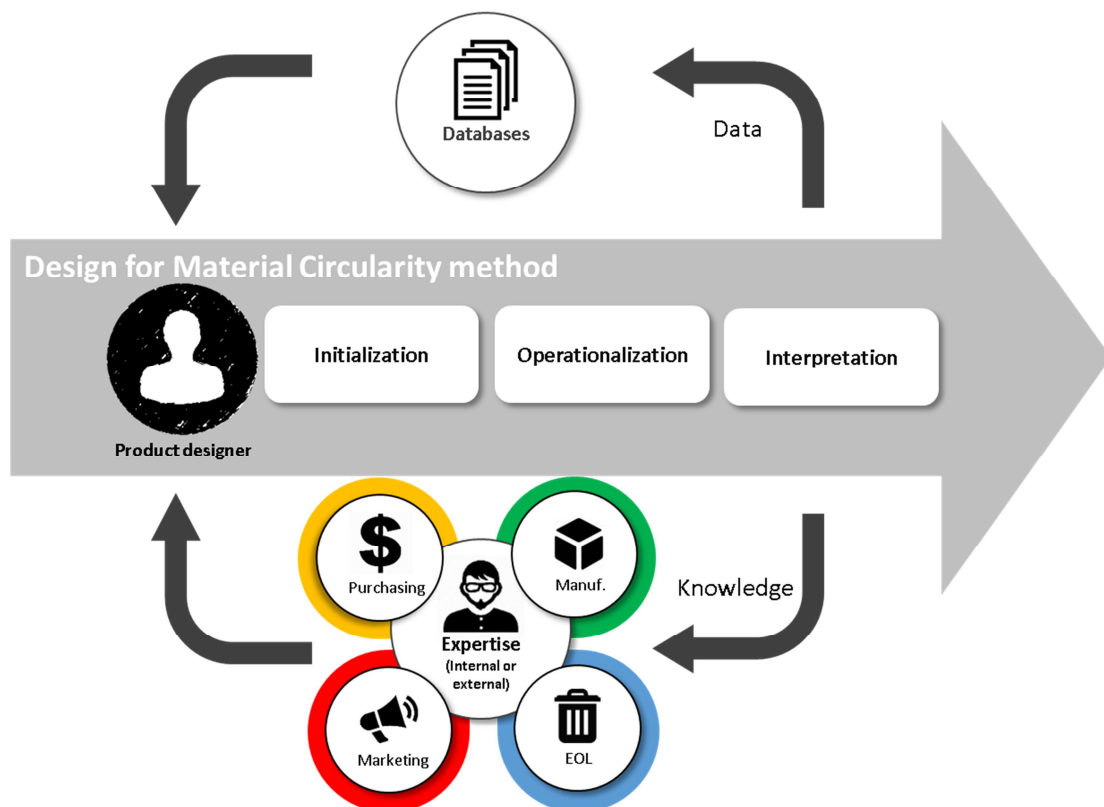 Databases
Data
Design for Material Circularity method
Initialization
Operationalization
Interpretation
Product designer
$
Purchasing
Manuf.
Knowledge
Expertise
(Internal or
external)
Marketing
EOL